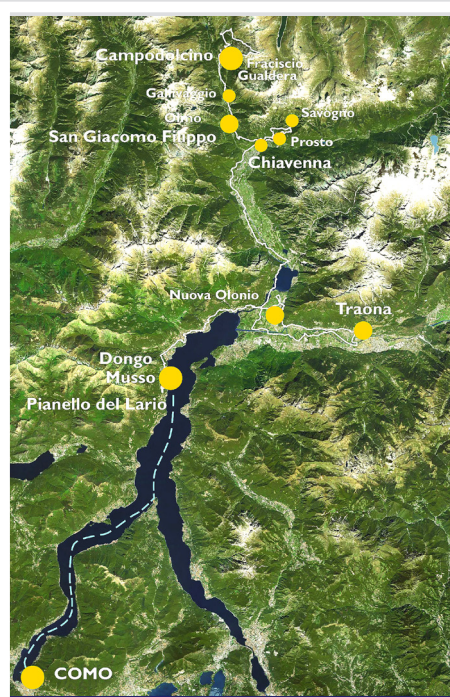 Campodolcino
Fraciscio
Gualdera
Gallivaggio
Olmo
San Giacomo Filippo
Savogno
Prosto
Chiavenna
Nuova Olonio
Traona
Dongo
Musso
Pianello del Lario
COMO